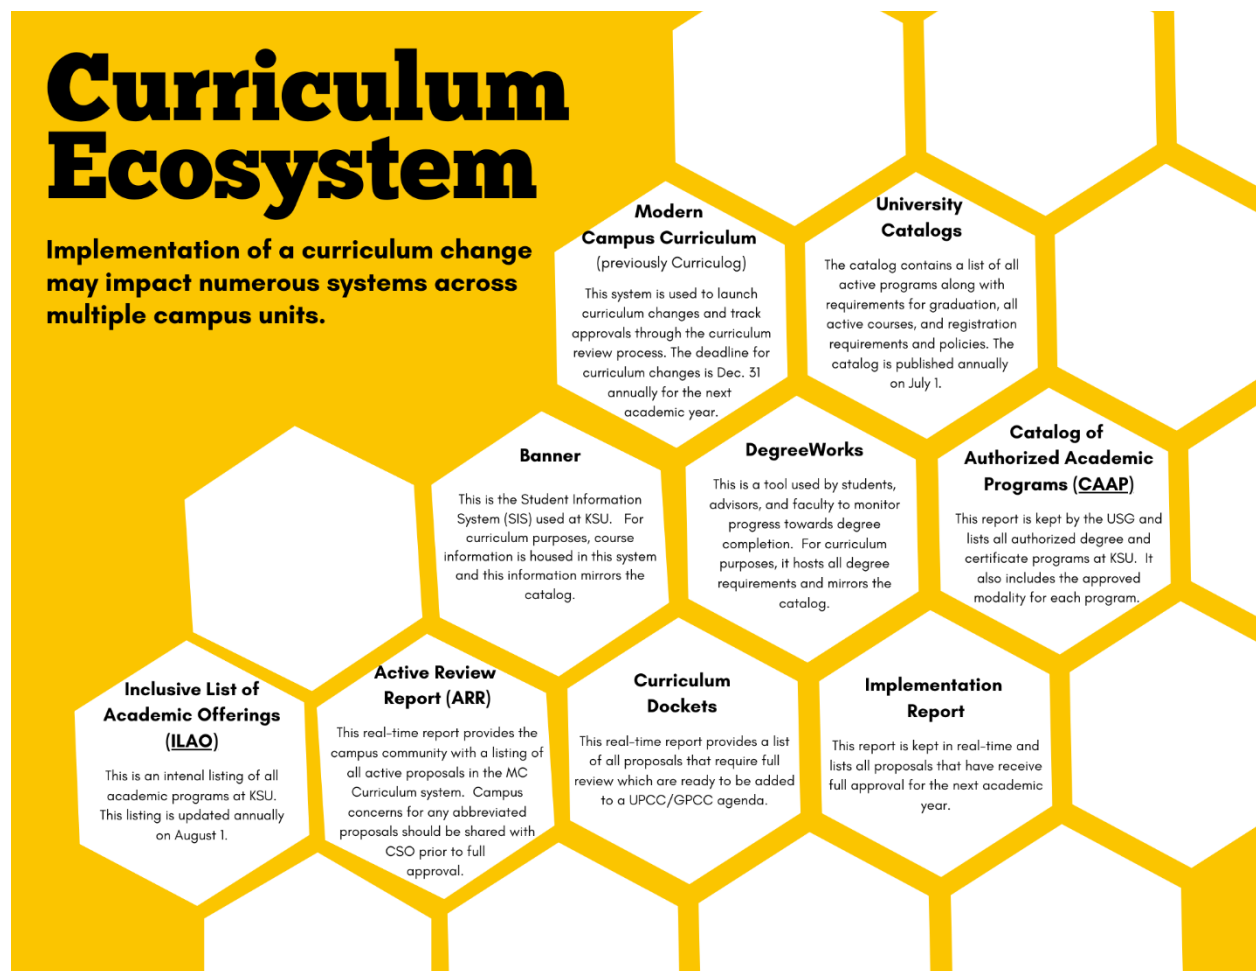 Curriculum
Ecosystem
Implementation of a curriculum change
may impact numerous systems across
multiple campus units.
Modern
Campus Curriculum
(previously Curriculog)
This system is used to launch
curriculum changes and track
approvals through the curriculum
review process. The deadline for
curriculum changes is Dec. 31
annually for the next
academic year.
University
Catalogs
The catalog contains a list of all
active programs along with
requirements for graduation, all
active courses, and registration
requirements and policies. The
catalog is published annually
on July 1.
Banner
This is the Student Information
System (SIS) used at KSU. For
curriculum purposes, course
information is housed in this system
and this information mirrors the
catalog.
DegreeWorks
This is a tool used by students,
advisors, and faculty to monitor
progress towards degree
completion. For curriculum
purposes, it hosts all degree
requirements and mirrors the
catalog.
Catalog of
Authorized Academic
Programs (CAAP)
This report is kept by the USG and
lists all authorized degree and
certificate programs at KSU. It
also includes the approved
modality for each program.
Inclusive List of
Academic Offerings
(ILAO)
This is an intenal listing of all
academic programs at KSU.
This listing is updated annually
on August 1.
Active Review
Report (ARR)
This real-time report provides the
campus community with a listing of
all active proposals in the MC
Curriculum system. Campus
concerns for any abbreviated
proposals should be shared with
CSO prior to full
approval.
Curriculum
Dockets
This real-time report provides a list
of all proposals that require full
review which are ready to be added
to a UPCC/GPCC agenda.
Implementation
Report
This report is kept in real-time and
lists all proposals that have receive
full approval for the next academic
year.